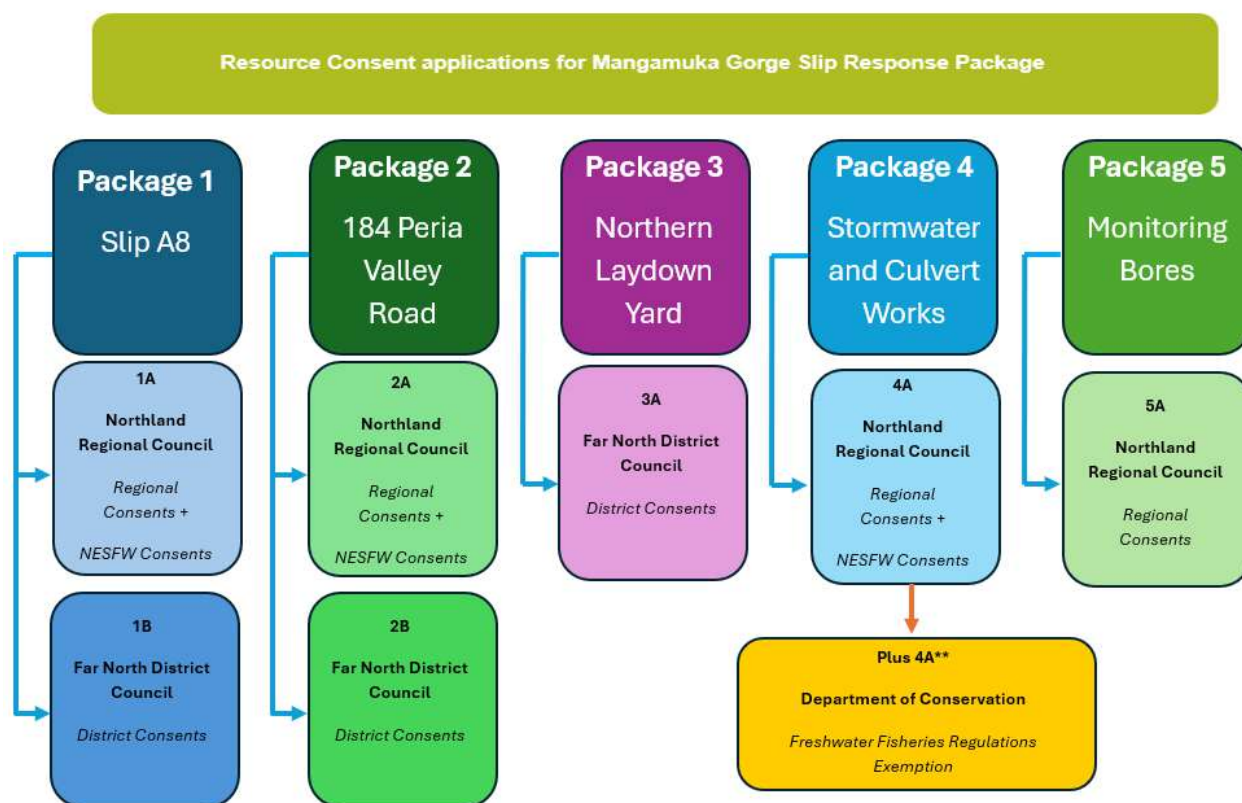 Resource Consent applications for Mangamuka Gorge Slip Response Package
Package 1
Slip A8
1A
Northland
Regional Council
Regional
Consents +
NESFW Consents
1B
Far North District
Council
District Consents
Package 2
184 Peria
Valley
Road
2A
Northland
Regional Council
Regional
Consents +
NESFW Consents
2B
Far North District
Council
District Consents
Package 3
Northern
Laydown
Yard
3A
Far North District
Council
District Consents
Package 4
Stormwater
and Culvert
Works
4A
Northland
Regional Council
Regional
Consents +
NESFW Consents
Plus 4A**
Department of Conservation
Freshwater Fisheries Regulations
Exemption
Package 5
Monitoring
Bores
5A
Northland
Regional Council
Regional
Consents